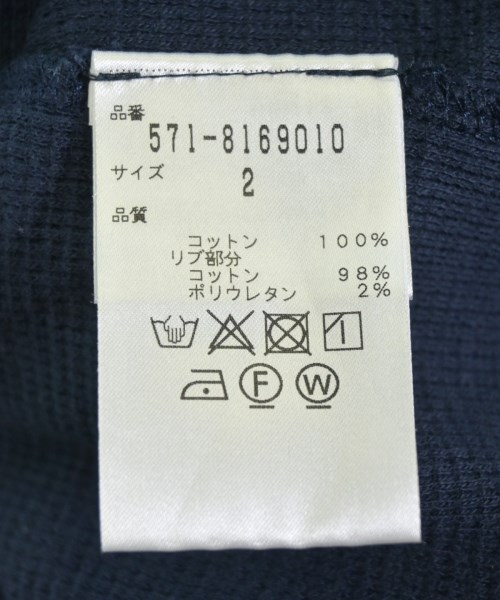 品番
571-8169010
サイズ
2
品質
コットン 100%
リブ部分
コットン 98%
ポリウレタン 2%
F W